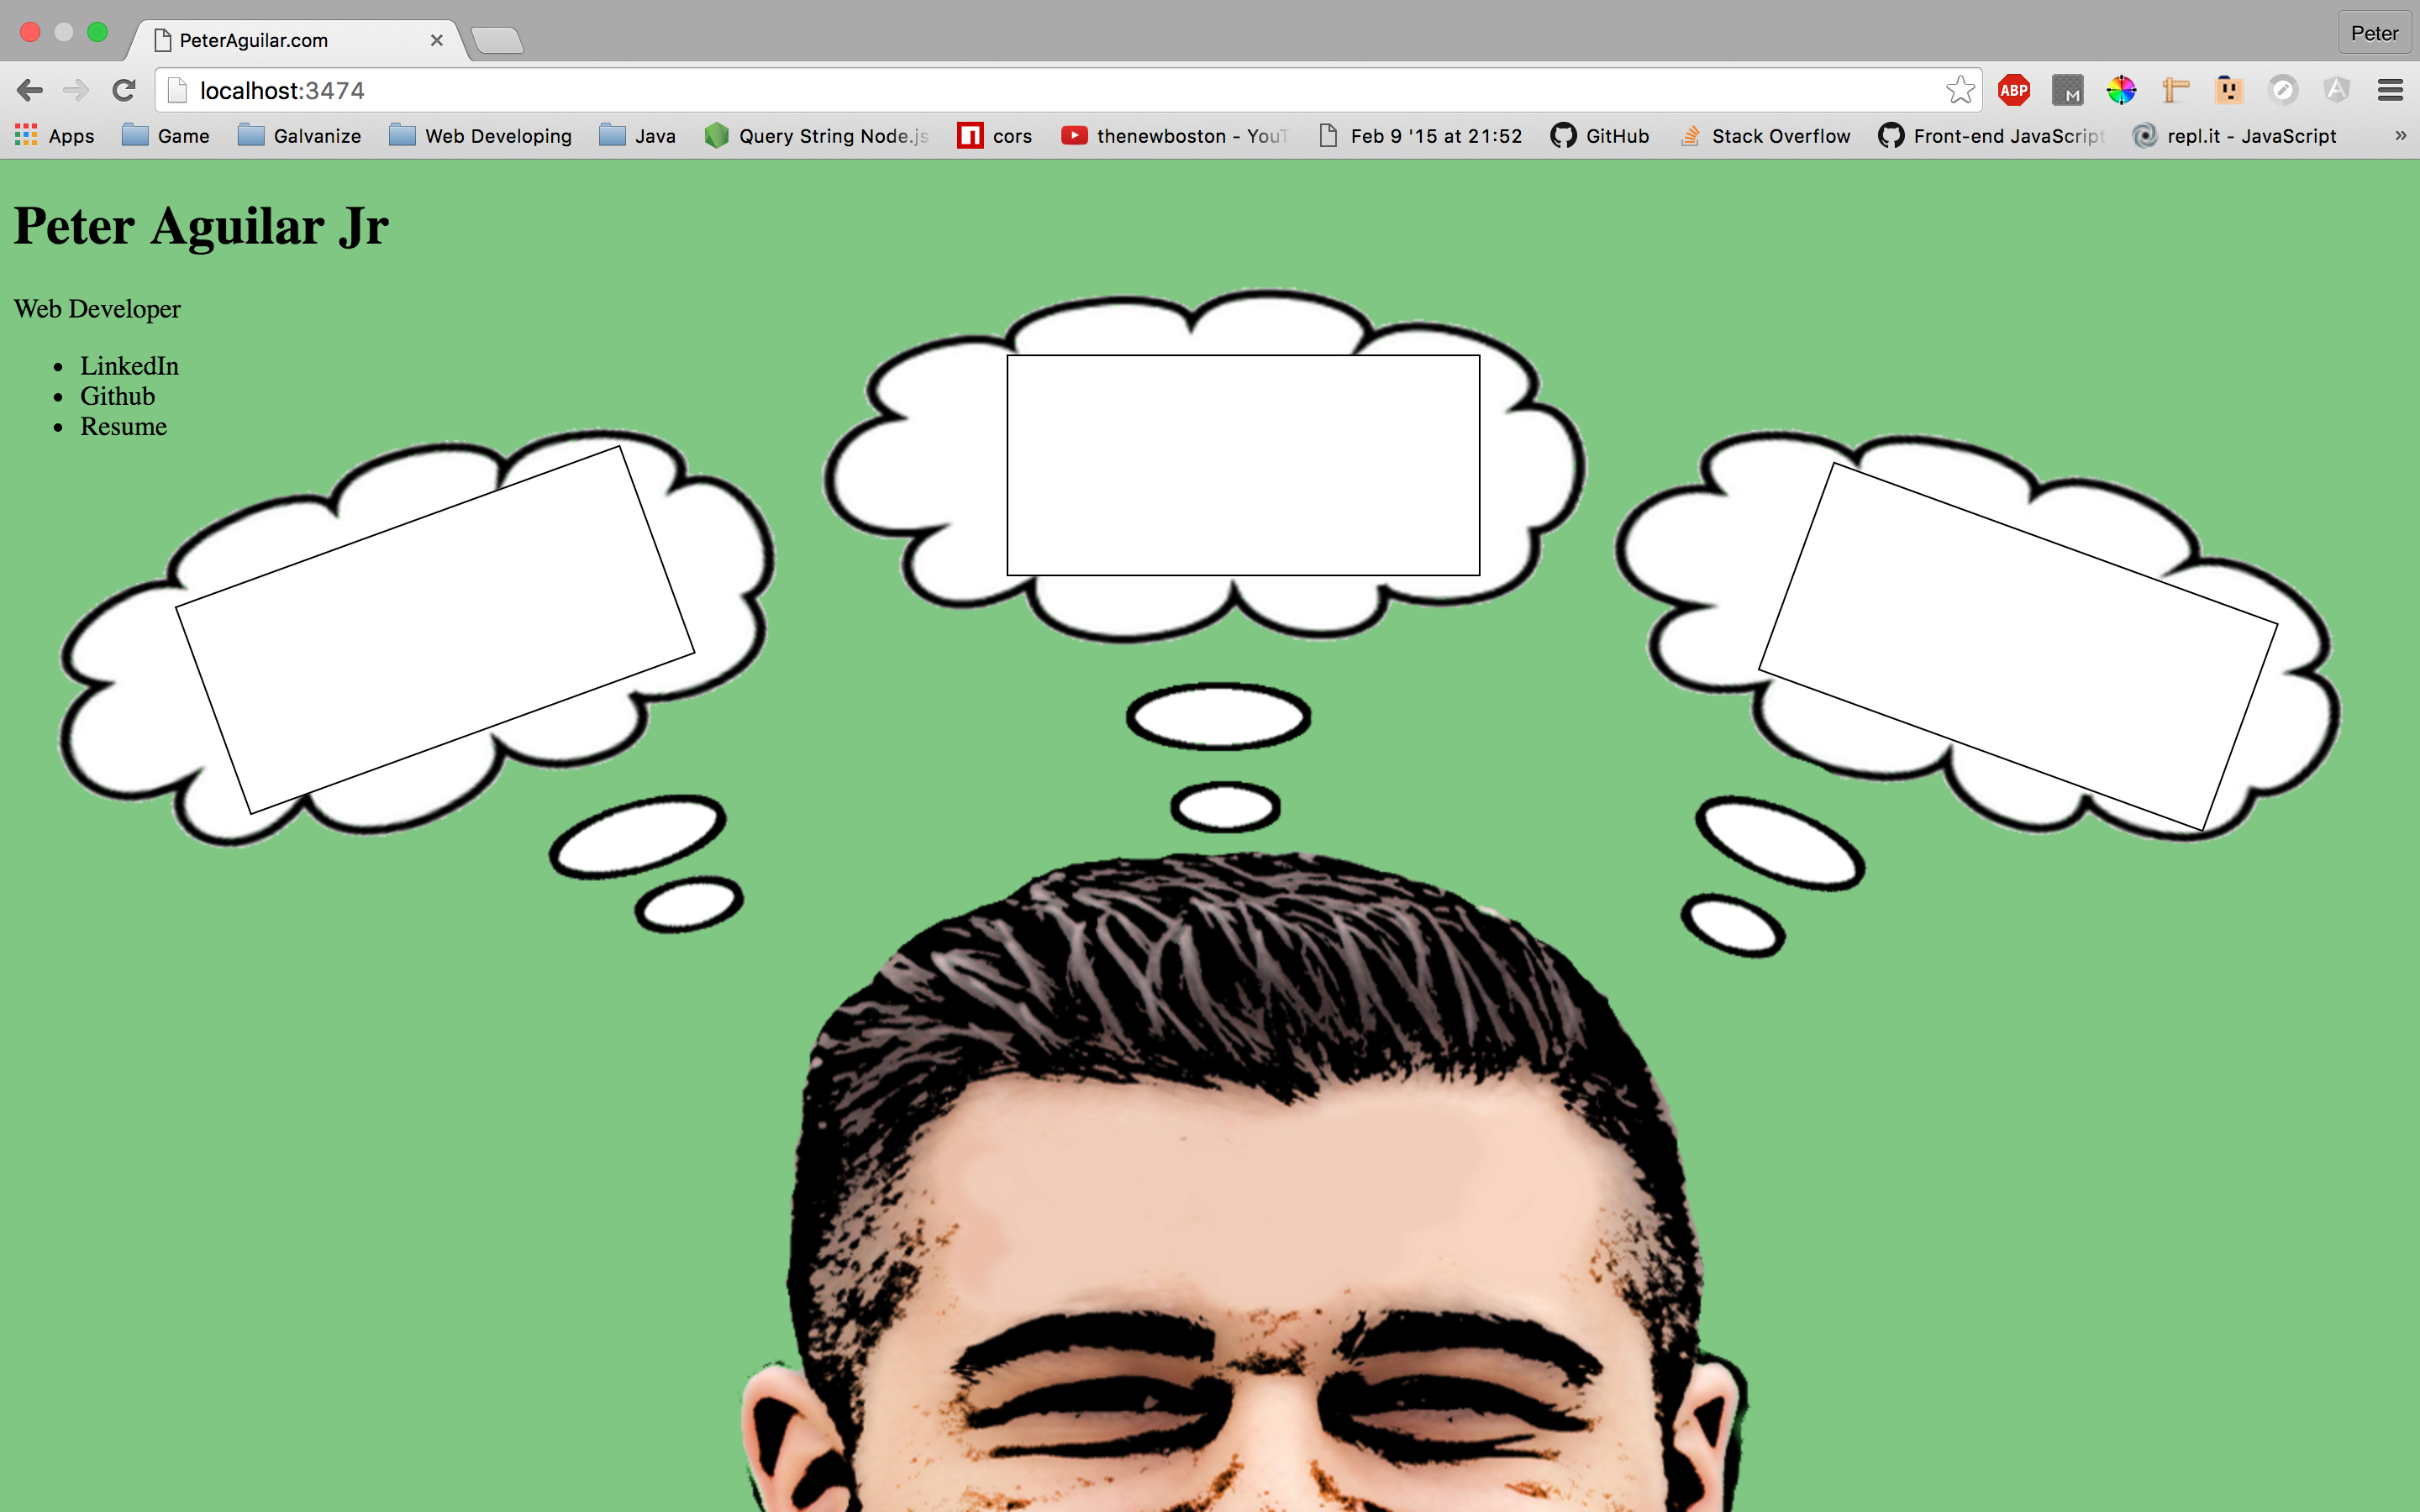 PeterAguilar.com
Peter
localhost:3474
ABP
M
Apps Game Galvanize Web Developing Java Query String Node.js cors thenewboston - YouT Feb 9 '15 at 21:52 GitHub Stack Overflow Front-end JavaScript repl.it - JavaScript »
Peter Aguilar Jr
Web Developer
• LinkedIn
• Github
• Resume